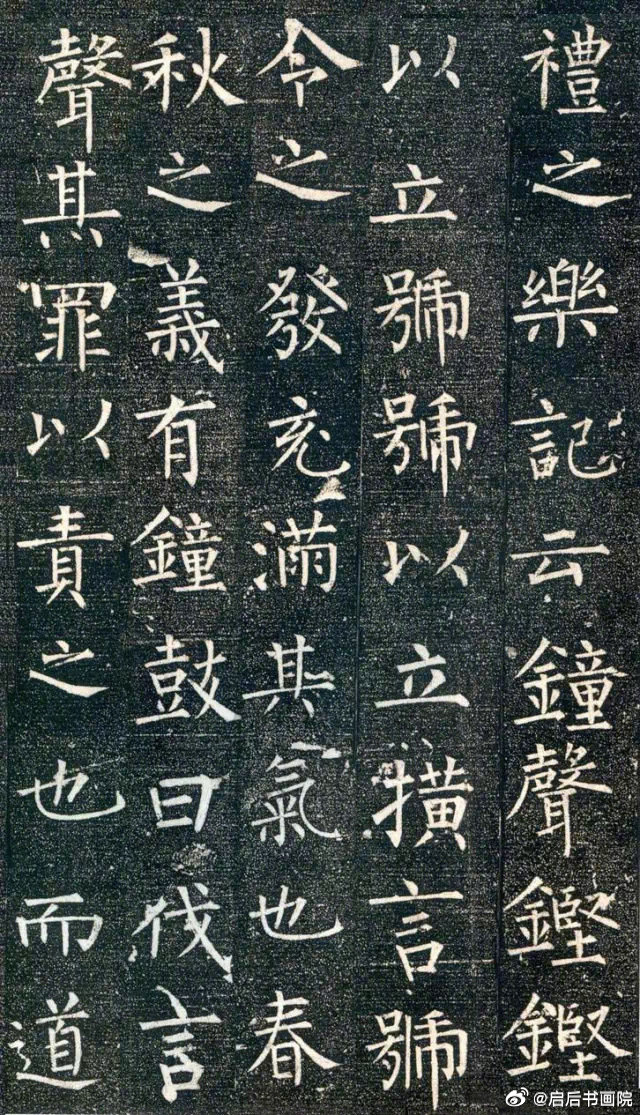 禮之樂記云鐘聲鏗鏗
以立號號以立撗言號
令之發充滿其氣也春
秋之義有鐘鼓曰伐言
聲其罪以責之也而道
@启后书画院